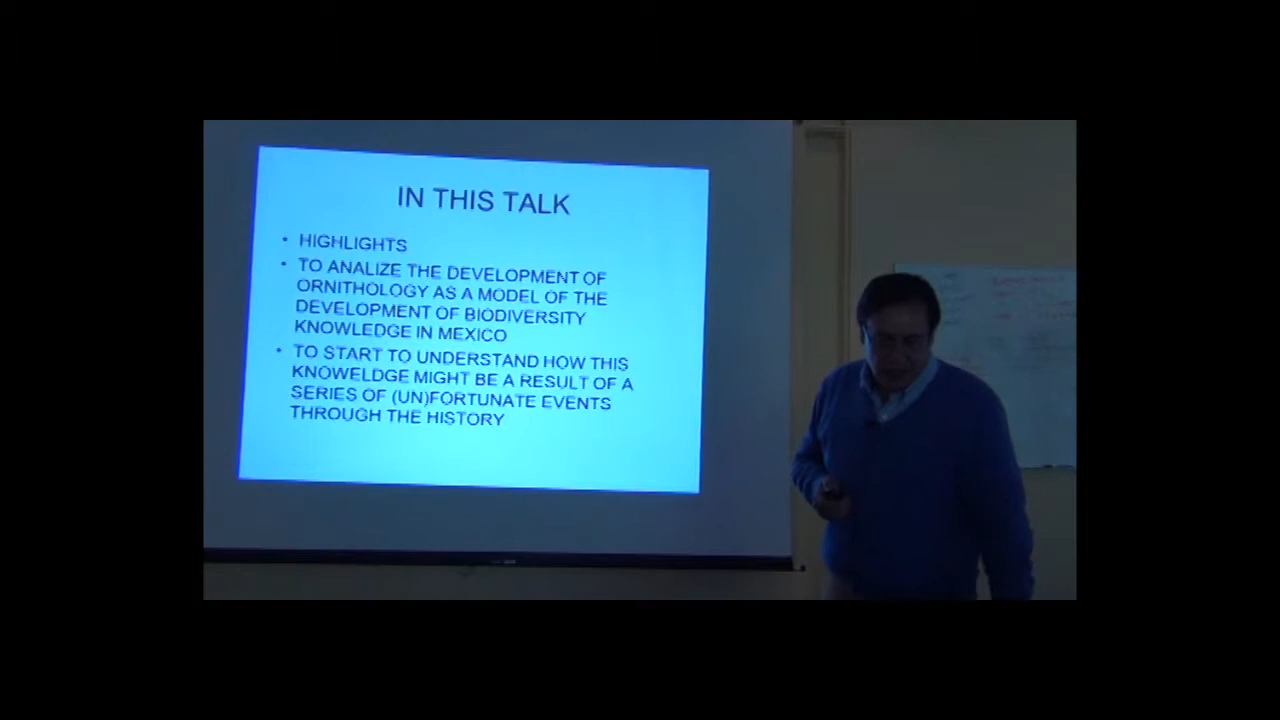 IN THIS TALK
• HIGHLIGHTS
• TO ANALIZE THE DEVELOPMENT OF
ORNITHOLOGY AS A MODEL OF THE
DEVELOPMENT OF BIODIVERSITY
KNOWLEDGE IN MEXICO
• TO START TO UNDERSTAND HOW THIS
KNOWELDGE MIGHT BE A RESULT OF A
SERIES OF (UN)FORTUNATE EVENTS
THROUGH THE HISTORY